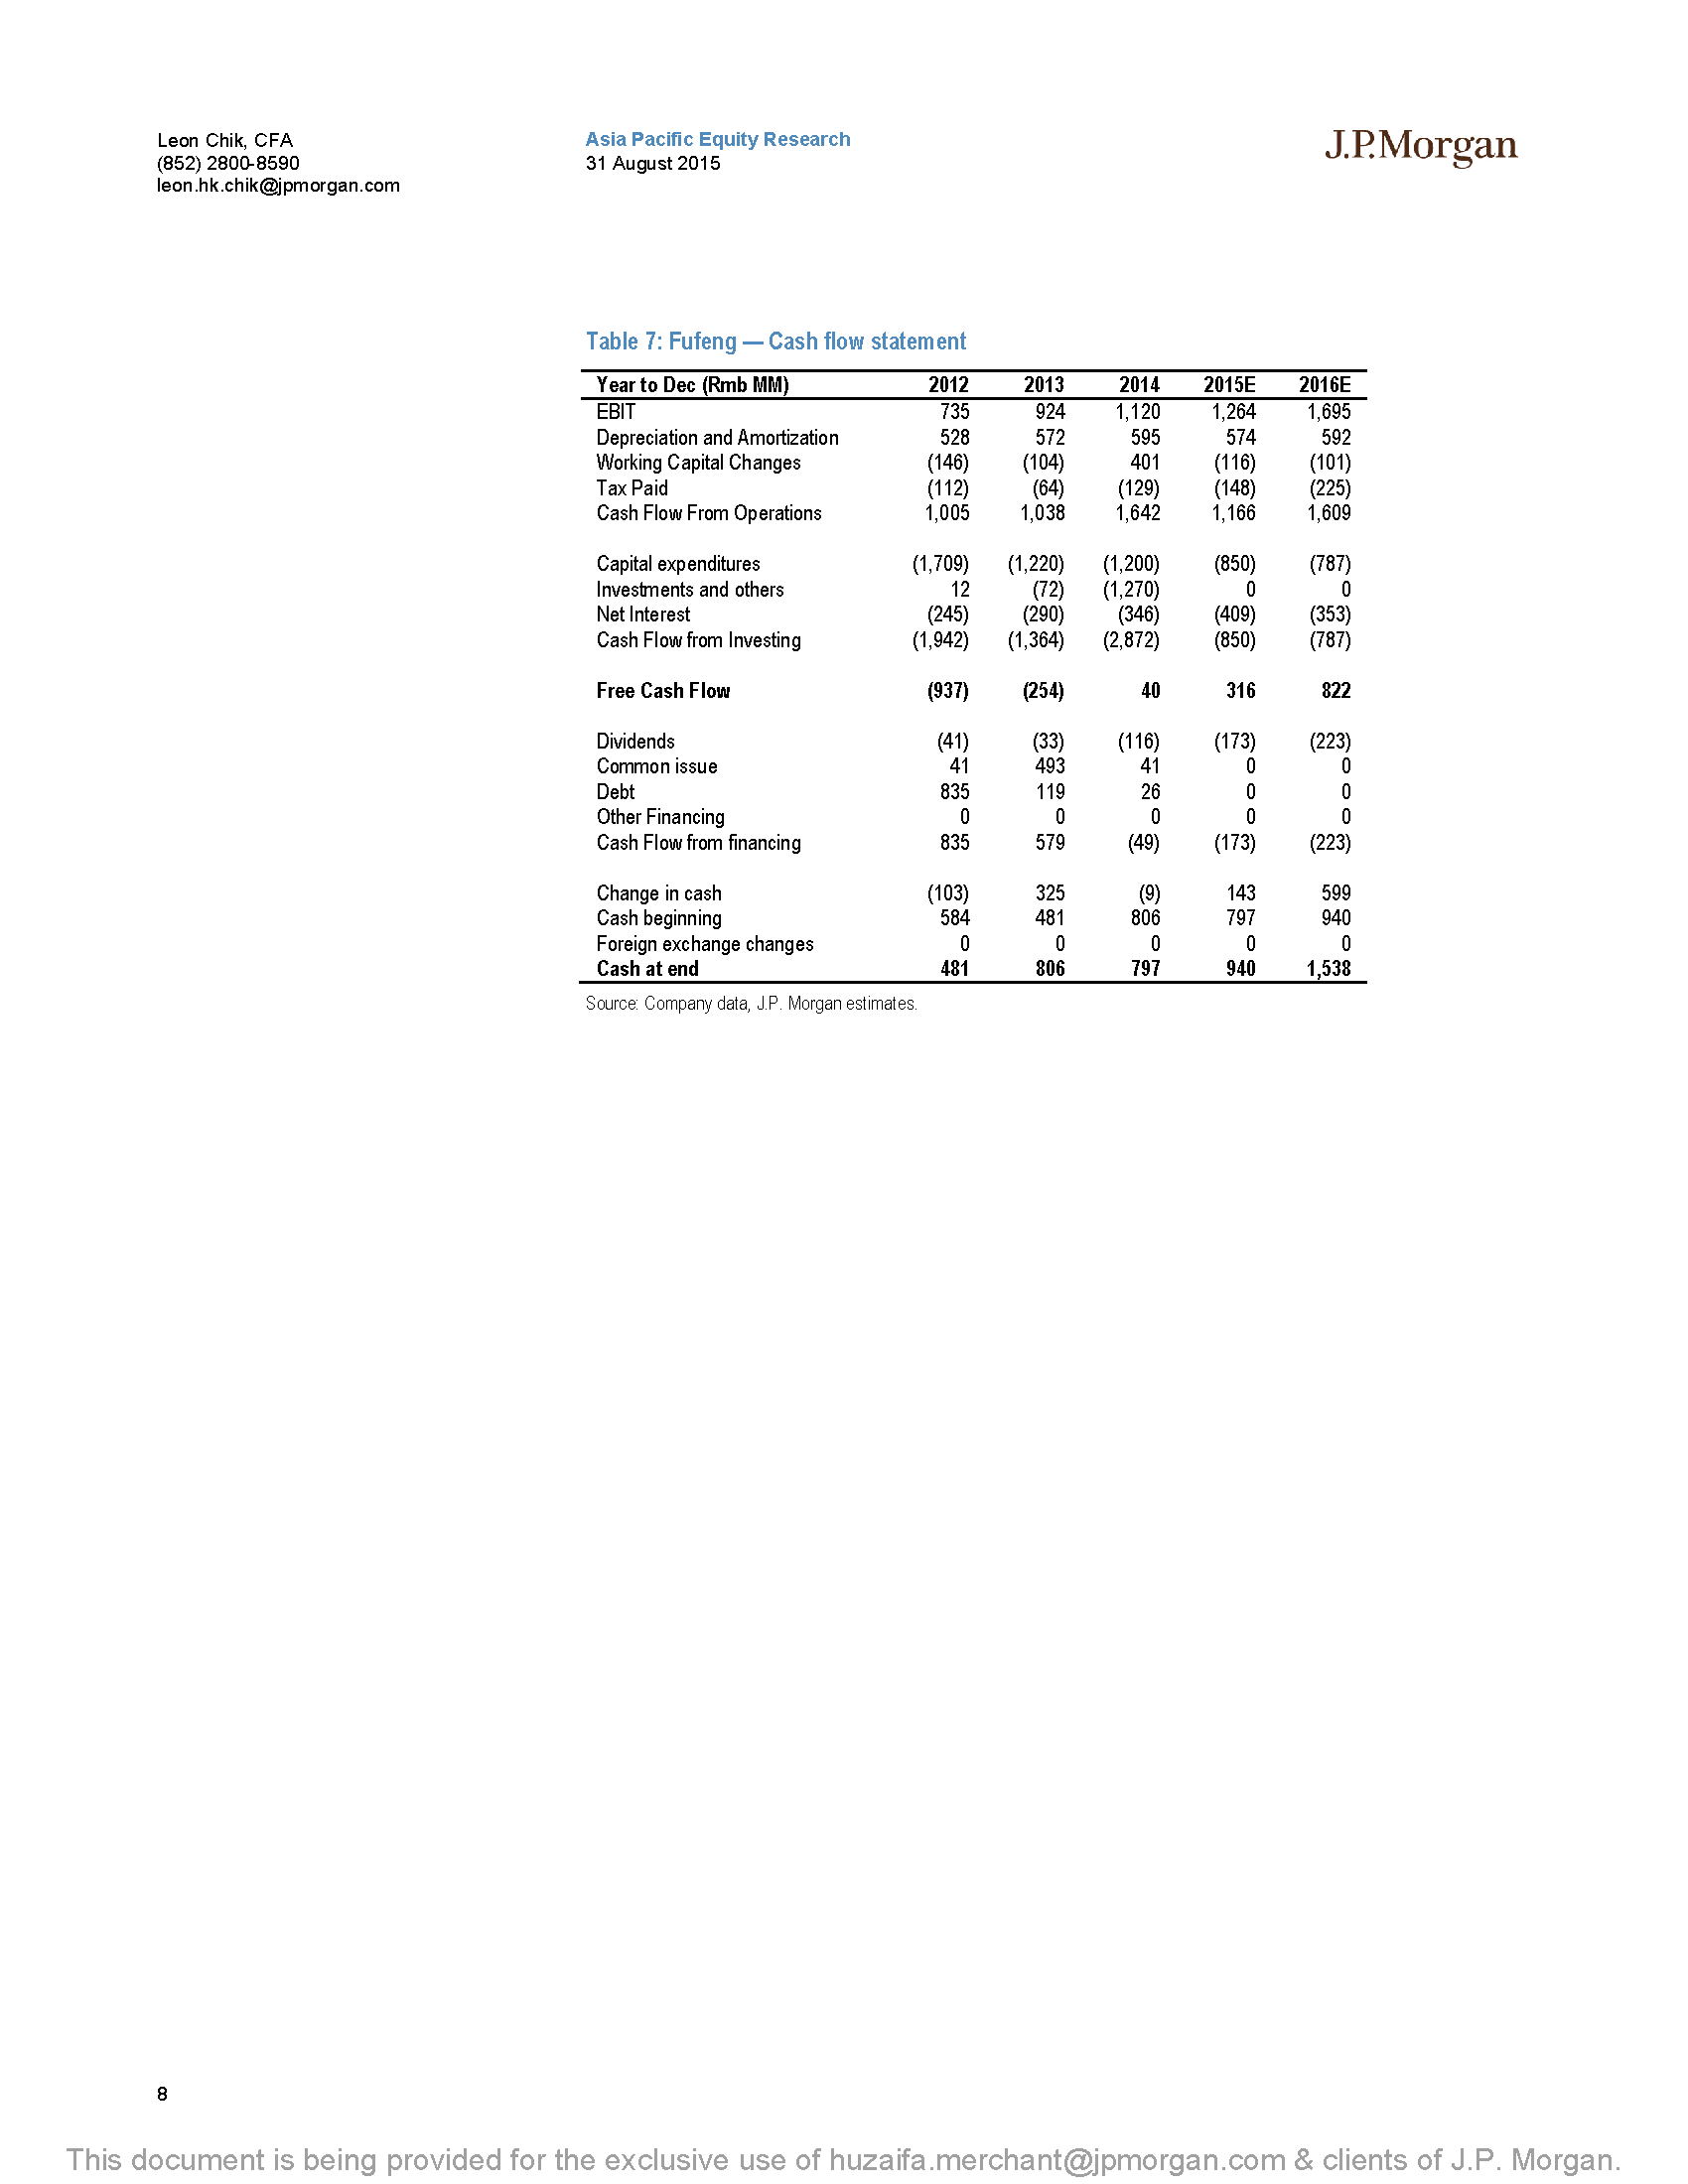 Leon Chik, CFA
(852) 2800-8590
leon.hk.chik@jpmorgan.com
Asia Pacific Equity Research
31 August 2015
J.P.Morgan
Table 7: Fufeng — Cash flow statement
Year to Dec (Rmb MM) 2012 2013 2014 2015E 2016E
EBIT 735 924 1,120 1,264 1,695
Depreciation and Amortization 528 572 595 574 592
Working Capital Changes (146) (104) 401 (116) (101)
Tax Paid (112) (64) (129) (148) (225)
Cash Flow From Operations 1,005 1,038 1,642 1,166 1,609
Capital expenditures (1,709) (1,220) (1,200) (850) (787)
Investments and others 12 (72) (1,270) 0 0
Net Interest (245) (290) (346) (409) (353)
Cash Flow from Investing (1,942) (1,364) (2,872) (850) (787)
Free Cash Flow (937) (254) 40 316 822
Dividends (41) (33) (116) (173) (223)
Common issue 41 493 41 0 0
Debt 835 119 26 0 0
Other Financing 0 0 0 0 0
Cash Flow from financing 835 579 (49) (173) (223)
Change in cash (103) 325 (9) 143 599
Cash beginning 584 481 806 797 940
Foreign exchange changes 0 0 0 0 0
Cash at end 481 806 797 940 1,538
Source: Company data, J.P. Morgan estimates.
8
This document is being provided for the exclusive use of huzaifa.merchant@jpmorgan.com & clients of J.P. Morgan.